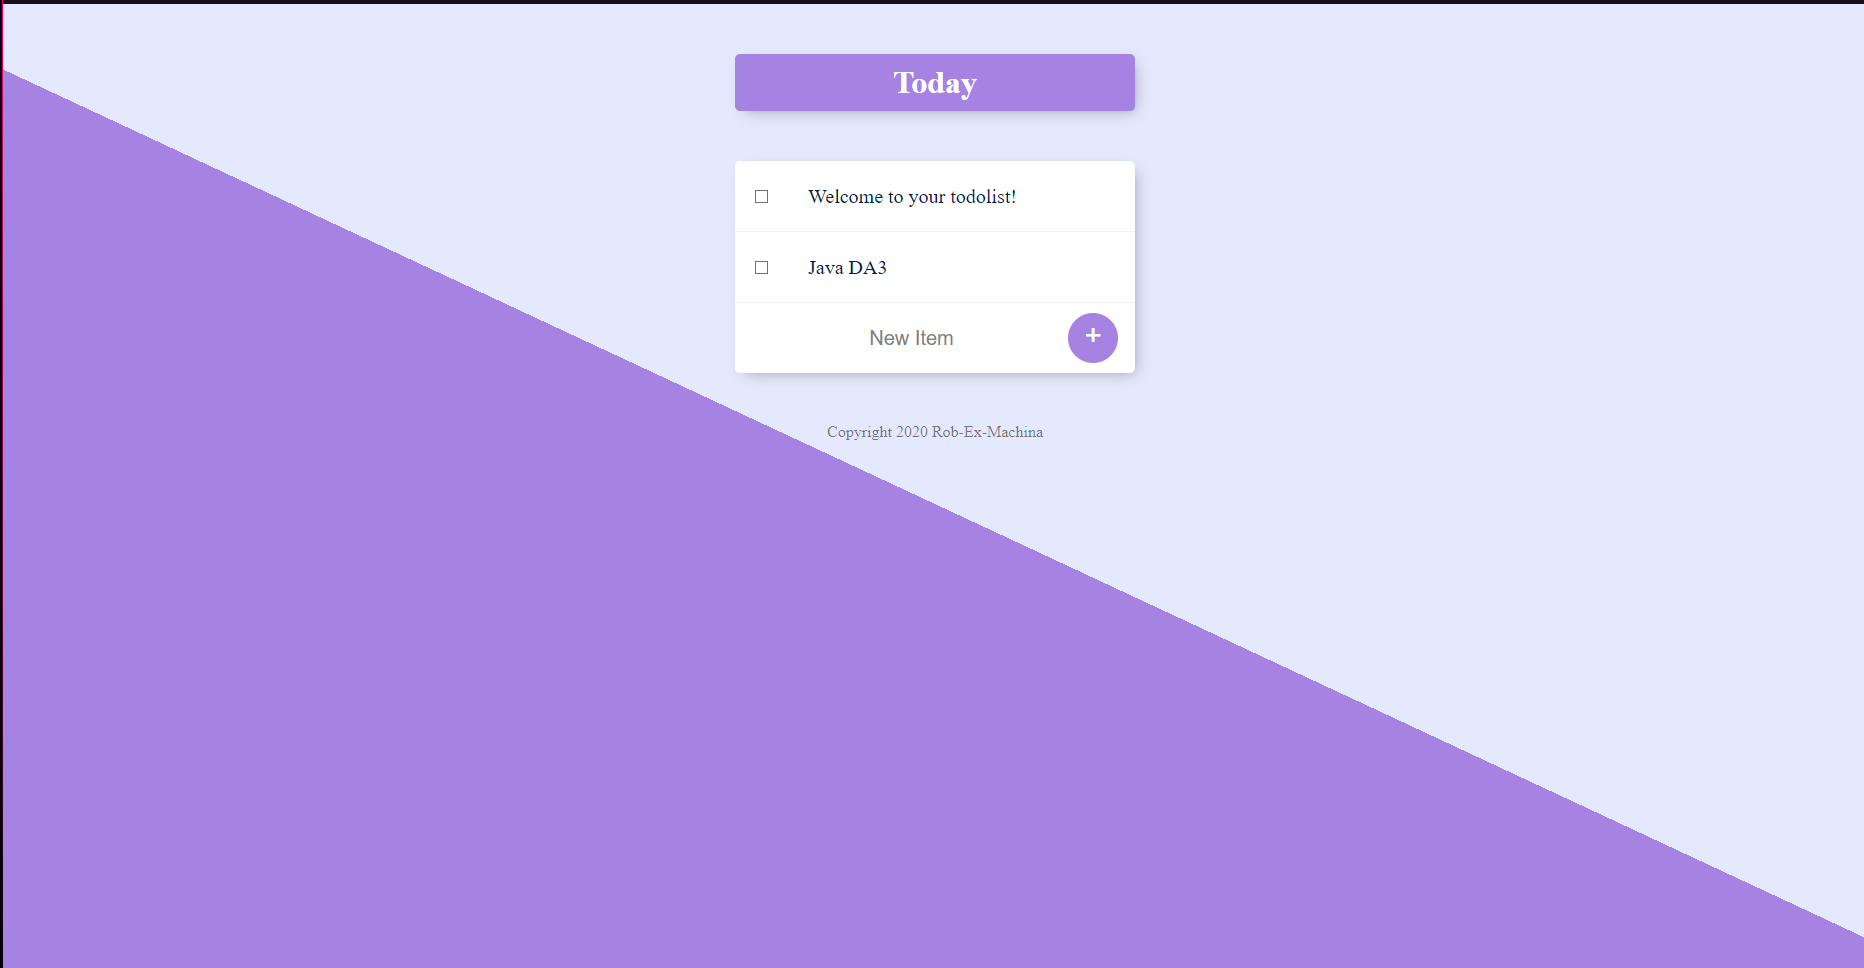 Today
Welcome to your todolist!
Java DA3
New Item
+
Copyright 2020 Rob-Ex-Machina